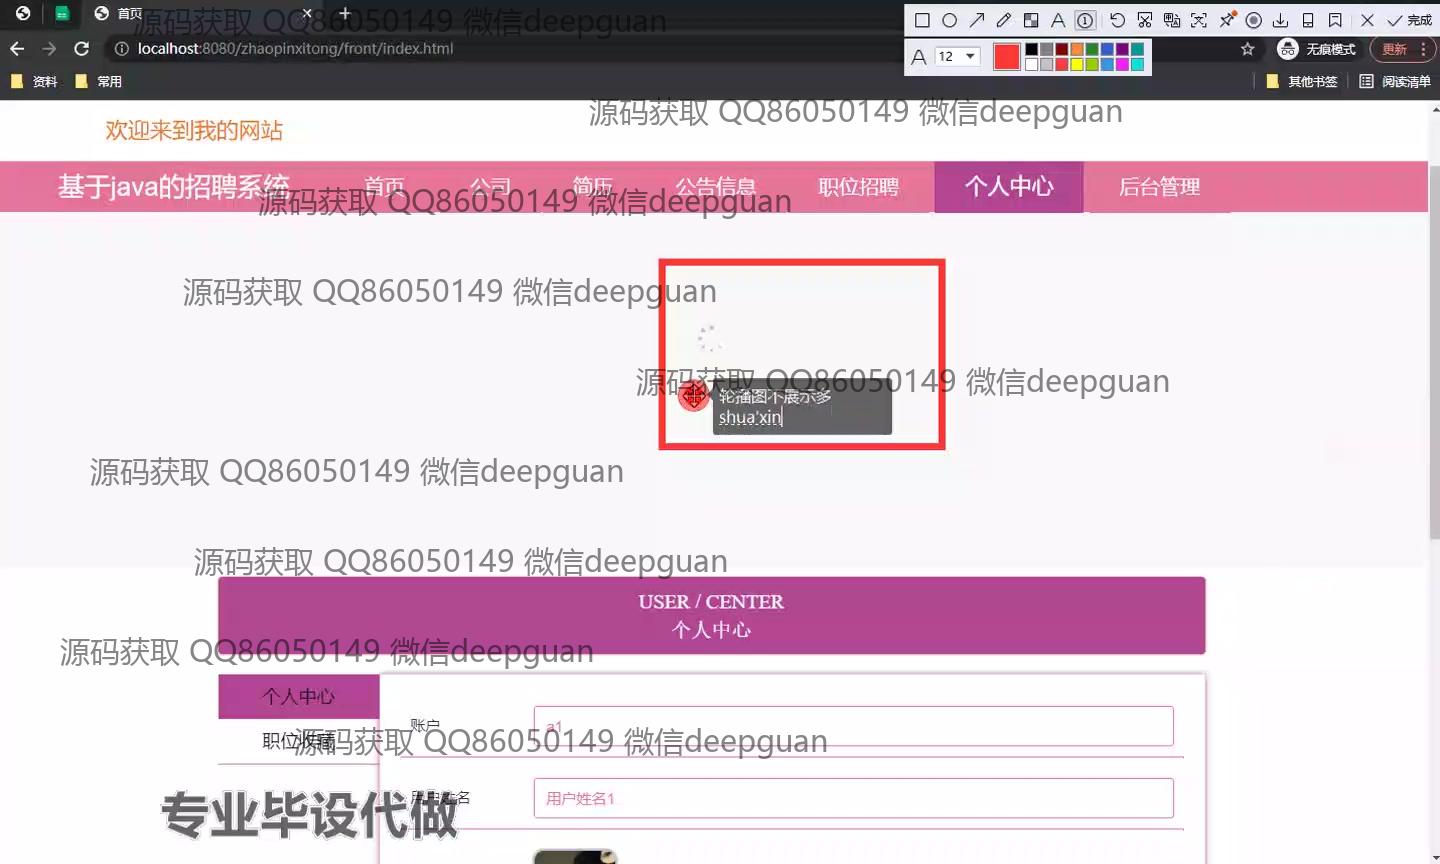 首页
源码获取 QQ86050149 微信deepguan
完成
localhost:8080/zhaopinxitong/front/index.html
无痕模式
更新
A 12
资料
常用
其他书签
阅读清单
源码获取 QQ86050149 微信deepguan
欢迎来到我的网站
基于java的招聘系统
首页
公司
简历
公告信息
职位招聘
个人中心
后台管理
源码获取 QQ86050149 微信deepguan
源码获取 QQ86050149 微信deepguan
源码获取 QQ86050149 微信deepguan
轮播图不展示多
shua'xin
源码获取 QQ86050149 微信deepguan
源码获取 QQ86050149 微信deepguan
USER / CENTER
个人中心
源码获取 QQ86050149 微信deepguan
个人中心
账户
a1
职位收藏
源码获取 QQ86050149 微信deepguan
用户姓名
用户姓名1
专业毕设代做